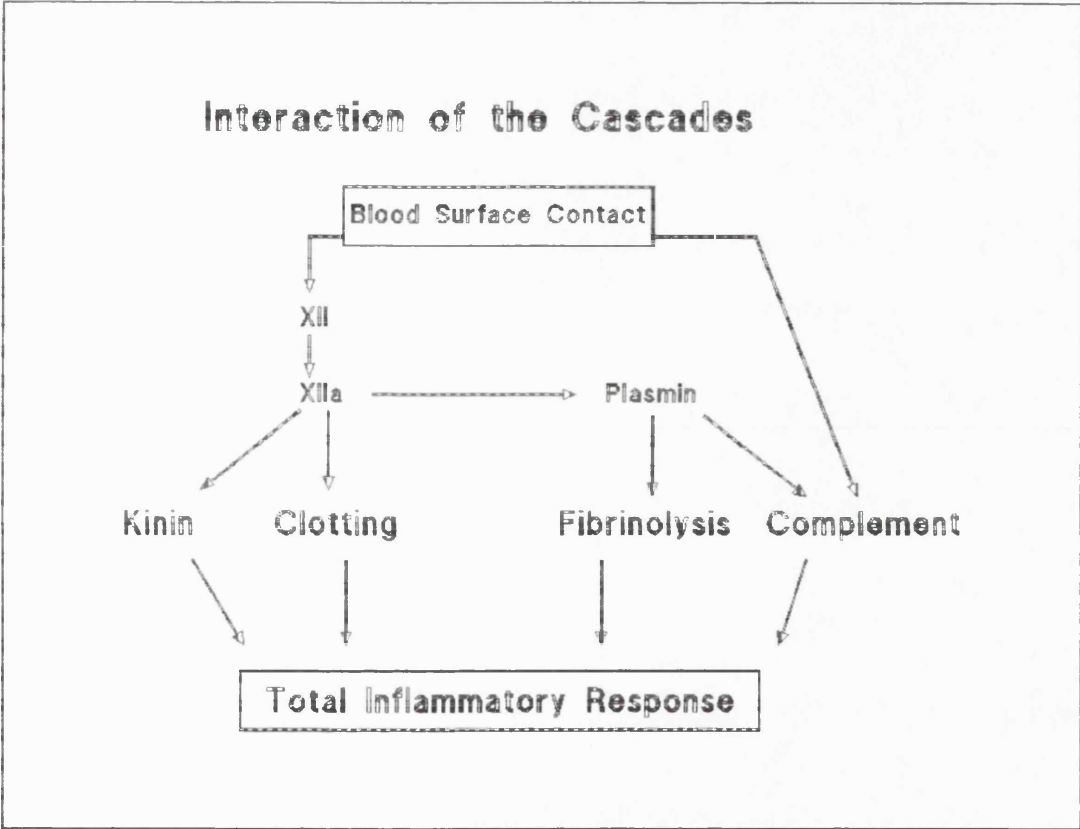 Interaction of the Cascades
Blood Surface Contact
XII
XIIa
Plasmin
Kinin
Clotting
Fibrinolysis
Complement
Total Inflammatory Response